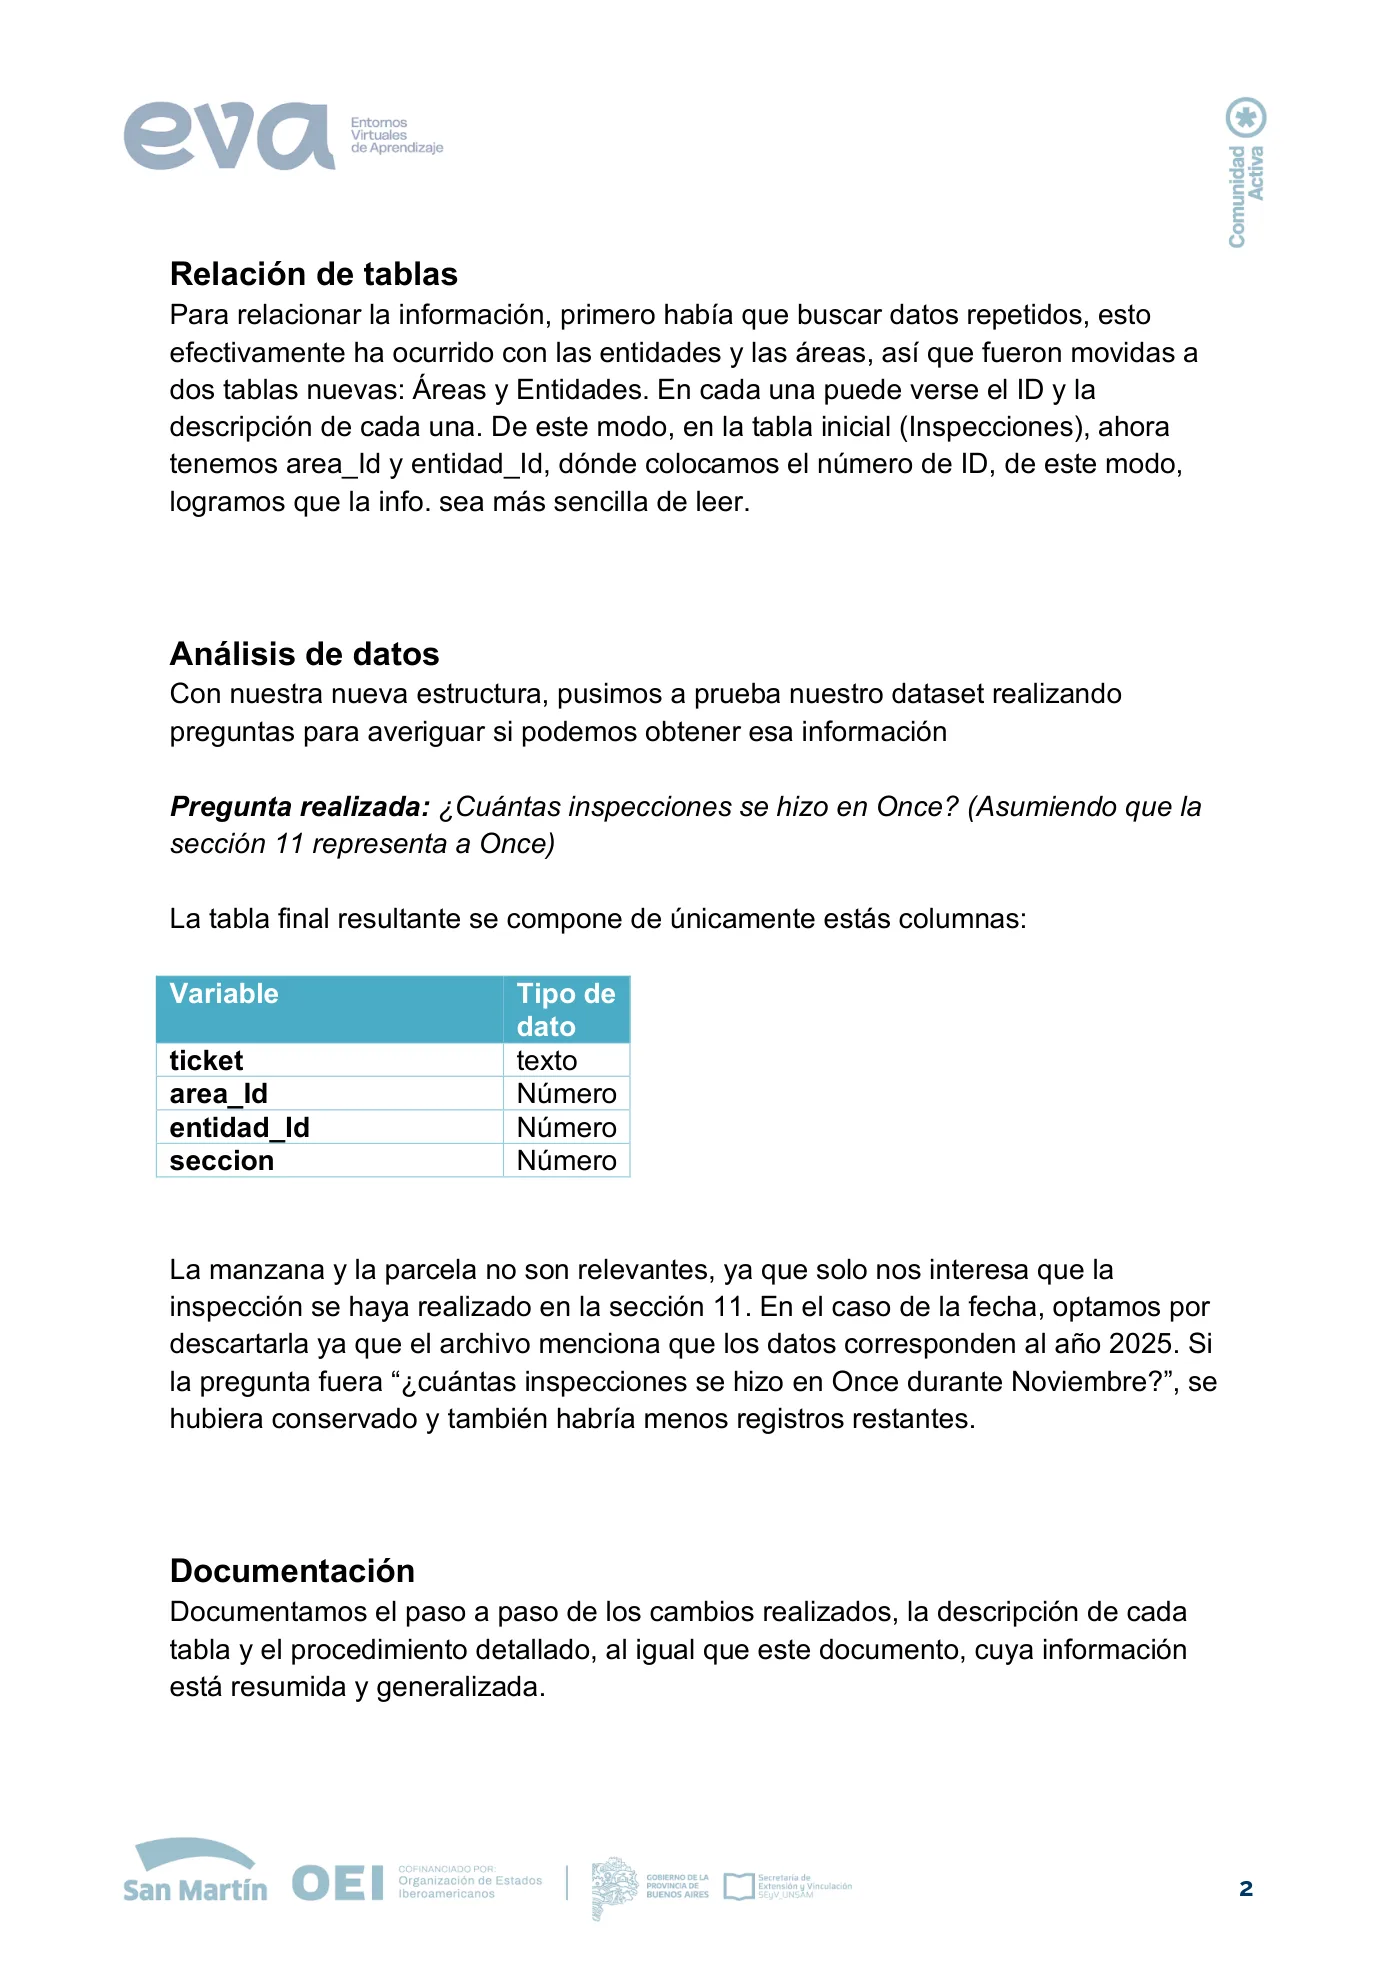 eva
Entornos
Virtuales
de Aprendizaje
Comunidad
Activa
Relación de tablas
Para relacionar la información, primero había que buscar datos repetidos, esto
efectivamente ha ocurrido con las entidades y las áreas, así que fueron movidas a
dos tablas nuevas: Áreas y Entidades. En cada una puede verse el ID y la
descripción de cada una. De este modo, en la tabla inicial (Inspecciones), ahora
tenemos area_Id y entidad_Id, dónde colocamos el número de ID, de este modo,
logramos que la info. sea más sencilla de leer.
Análisis de datos
Con nuestra nueva estructura, pusimos a prueba nuestro dataset realizando
preguntas para averiguar si podemos obtener esa información
Pregunta realizada: ¿Cuántas inspecciones se hizo en Once? (Asumiendo que la
sección 11 representa a Once)
La tabla final resultante se compone de únicamente estás columnas:
Variable Tipo de
dato
ticket texto
area_Id Número
entidad_Id Número
seccion Número
La manzana y la parcela no son relevantes, ya que solo nos interesa que la
inspección se haya realizado en la sección 11. En el caso de la fecha, optamos por
descartarla ya que el archivo menciona que los datos corresponden al año 2025. Si
la pregunta fuera “¿cuántas inspecciones se hizo en Once durante Noviembre?”, se
hubiera conservado y también habría menos registros restantes.
Documentación
Documentamos el paso a paso de los cambios realizados, la descripción de cada
tabla y el procedimiento detallado, al igual que este documento, cuya información
está resumida y generalizada.
San Martín
OEI
COFINANCIADO POR:
Organización de Estados
Iberoamericanos
GOBIERNO DE LA
PROVINCIA DE
BUENOS AIRES
Secretaría de
Extensión y Vinculación
SEyV_UNSAM
2